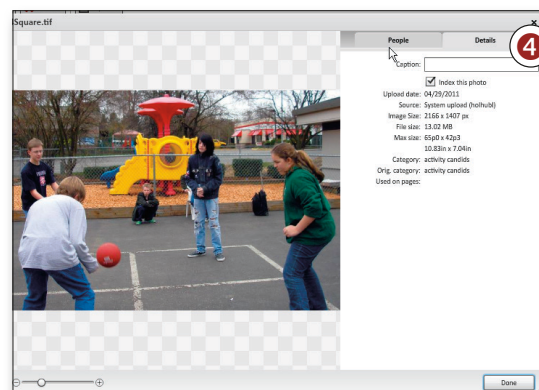 ISquare.tif
x
People
Details
4
Caption:
Index this photo
Upload date: 04/29/2011
Source: System upload (holhubl)
Image Size: 2166 x 1407 px
File size: 13.02 MB
Max size: 65p0 x 42p3
10.83in x 7.04in
Category: activity candids
Orig. category: activity candids
Used on pages:
Done